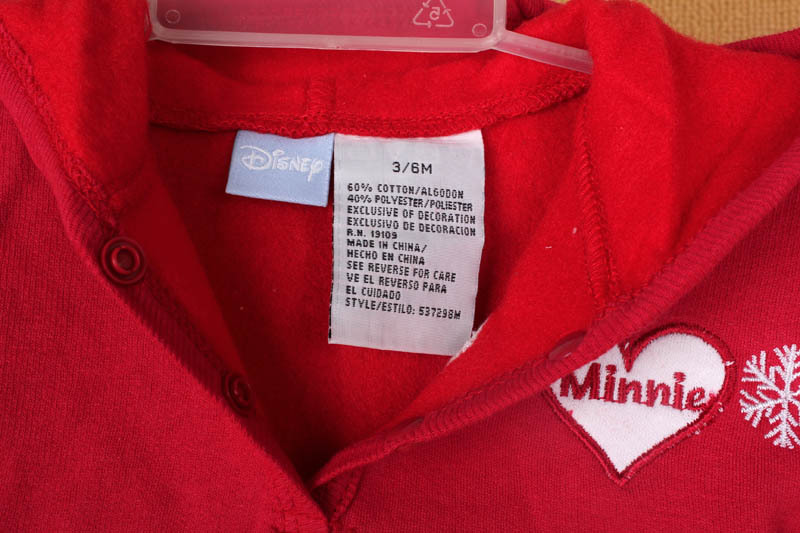 6
Disney
3/6M
60% COTTON/ALGODON
40% POLYESTER/POLIESTER
EXCLUSIVE OF DECORATION
EXCLUSIVO DE DECORACION
R.N. 19109
MADE IN CHINA/
HECHO EN CHINA
SEE REVERSE FOR CARE
VE EL REVERSO PARA
EL CUIDADO
STYLE/ESTILO: 537298M
Minnie